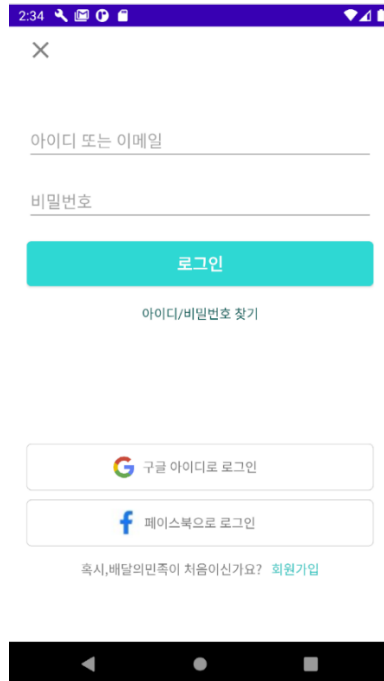 2:34
아이디 또는 이메일
비밀번호
로그인
아이디/비밀번호 찾기
구글 아이디로 로그인
페이스북으로 로그인
혹시,배달의민족이 처음이신가요? 회원가입